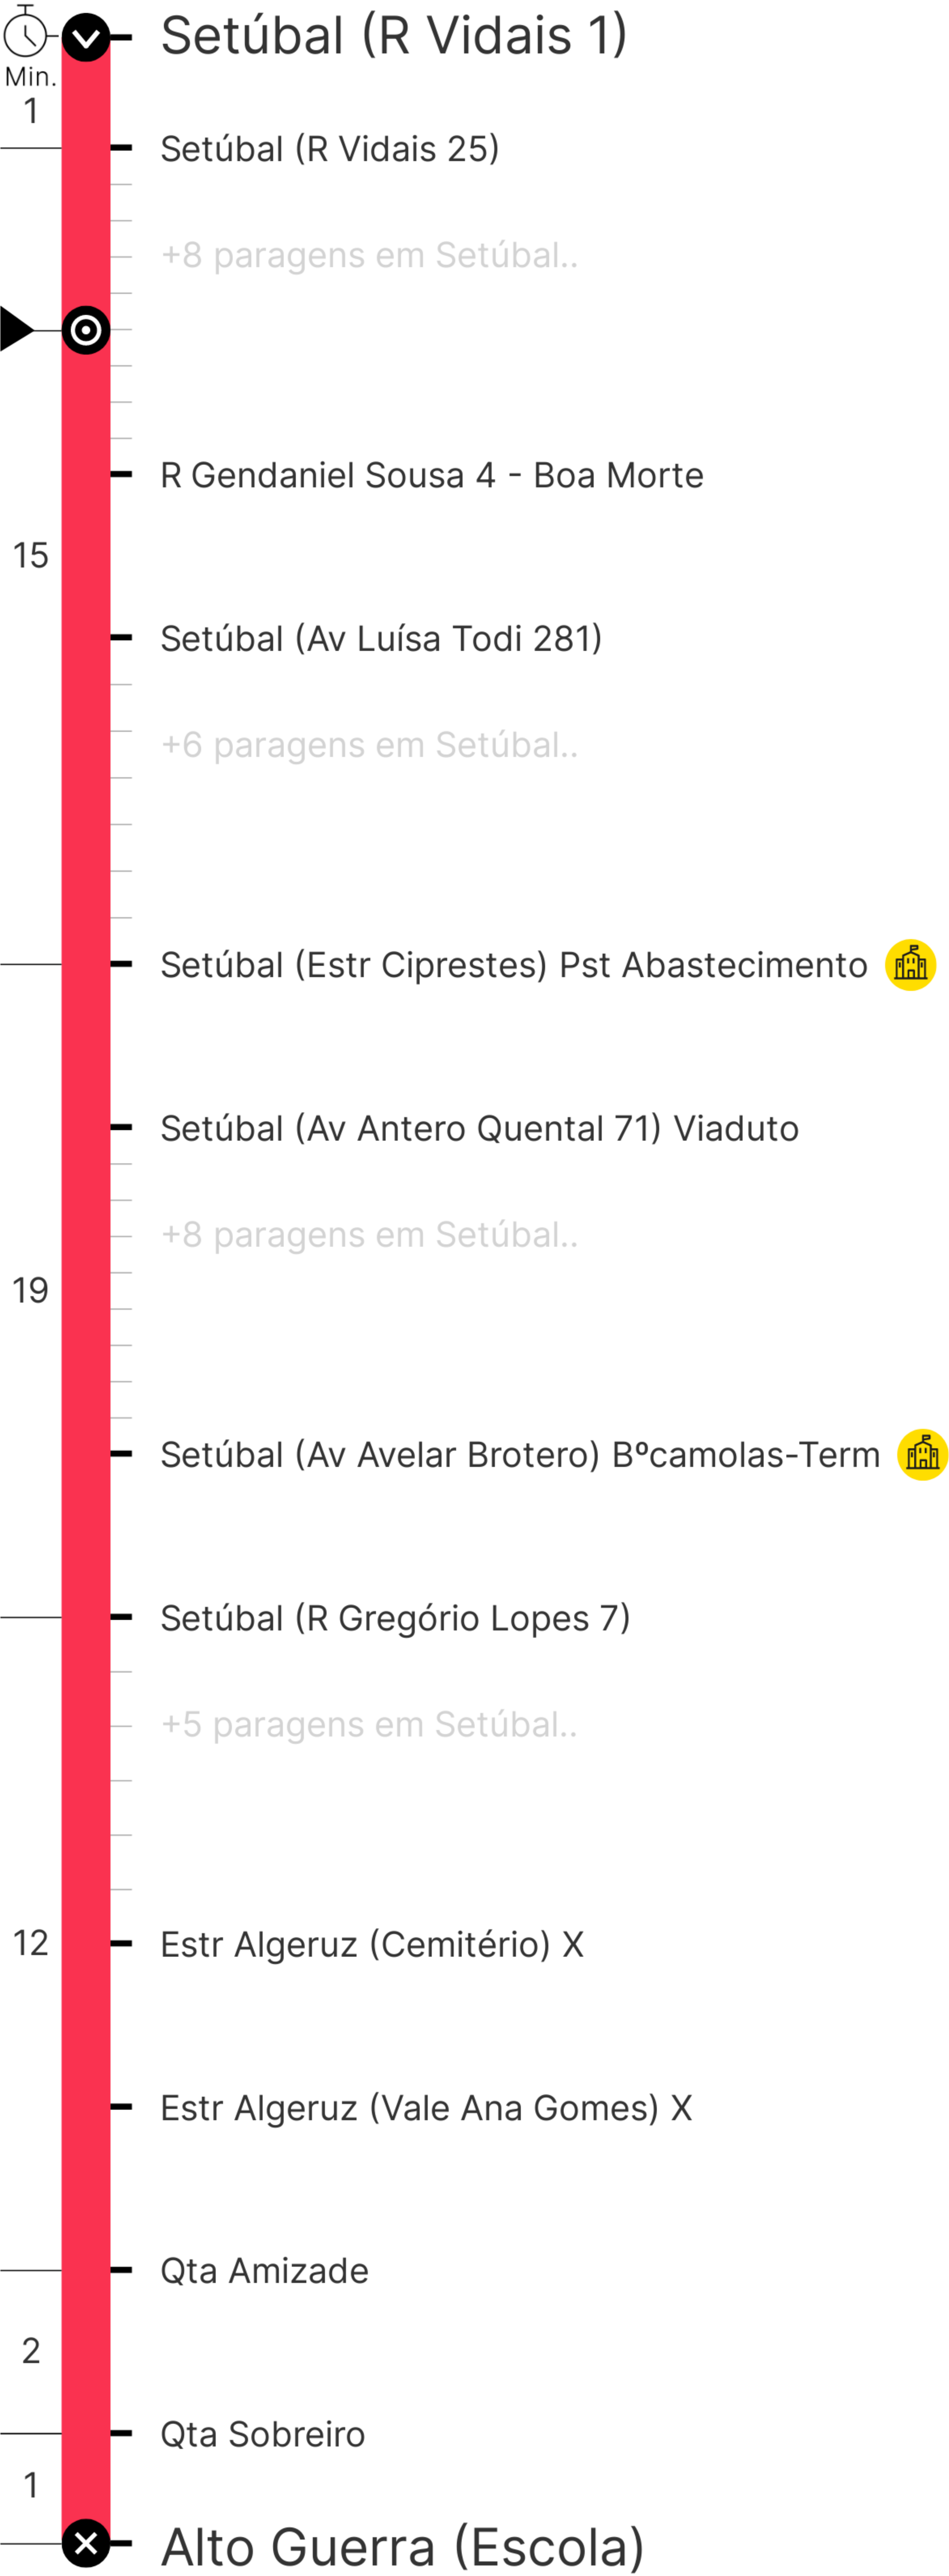 Setúbal (R Vidais 1)
Min.
1
Setúbal (R Vidais 25)
+8 paragens em Setúbal..
R Gendaniel Sousa 4 - Boa Morte
15
Setúbal (Av Luísa Todi 281)
+6 paragens em Setúbal..
Setúbal (Estr Ciprestes) Pst Abastecimento
Setúbal (Av Antero Quental 71) Viaduto
+8 paragens em Setúbal..
19
Setúbal (Av Avelar Brotero) Bºcamolas-Term
Setúbal (R Gregório Lopes 7)
+5 paragens em Setúbal..
12
Estr Algeruz (Cemitério) X
Estr Algeruz (Vale Ana Gomes) X
Qta Amizade
2
Qta Sobreiro
1
Alto Guerra (Escola)